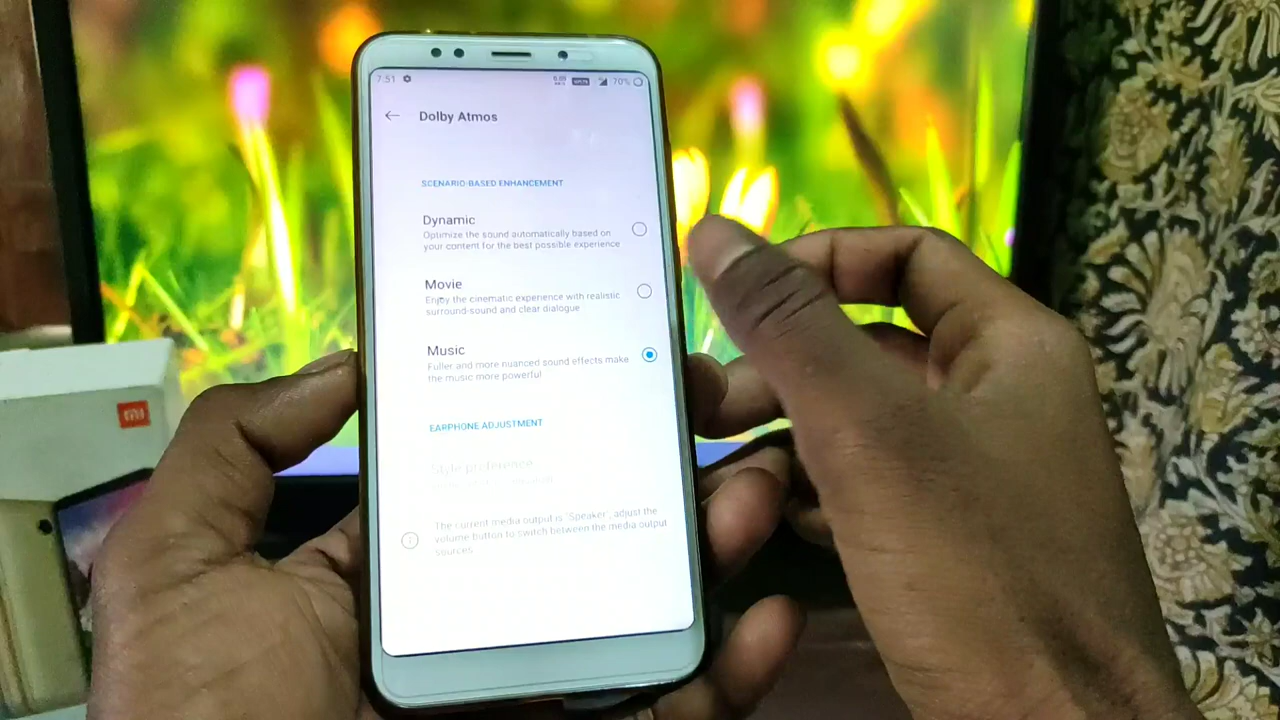 7:51
70%
Dolby Atmos
SCENARIO-BASED ENHANCEMENT
Dynamic
Optimize the sound automatically based on
your content for the best possible experience
Movie
Enjoy the cinematic experience with realistic
surround-sound and clear dialogue
Music
Fuller and more nuanced sound effects make
the music more powerful
EARPHONE ADJUSTMENT
Style preference
The current media output is "Speaker", adjust the
volume button to switch between the media output
sources.
mi